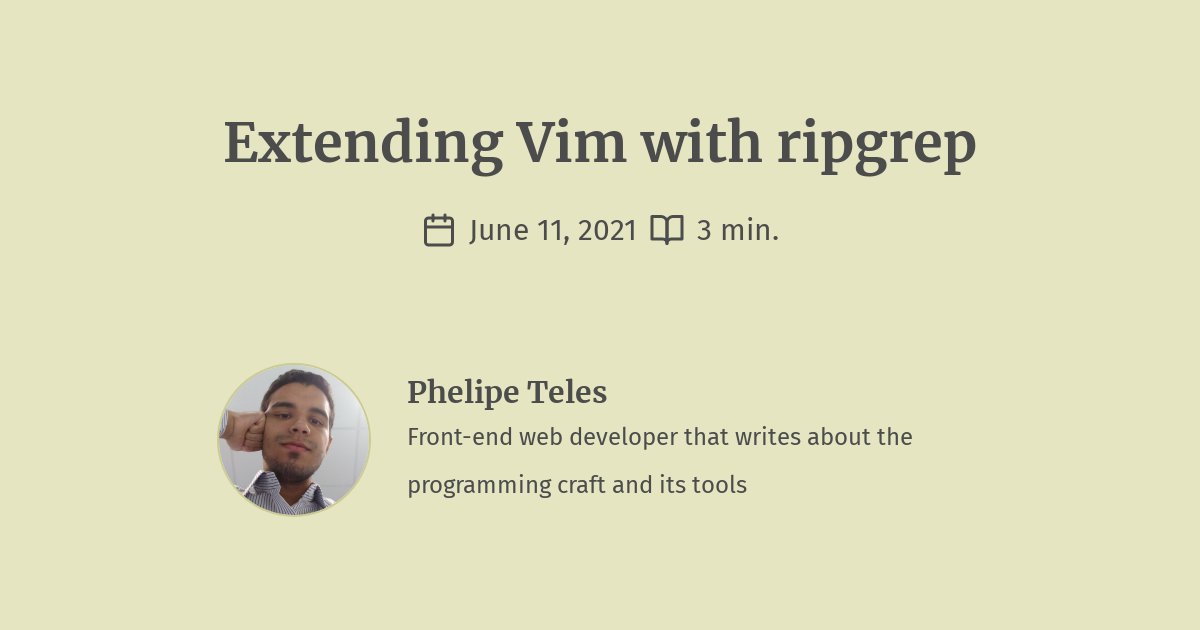 Extending Vim with ripgrep
June 11, 2021 3 min.
Phelipe Teles
Front-end web developer that writes about the
programming craft and its tools